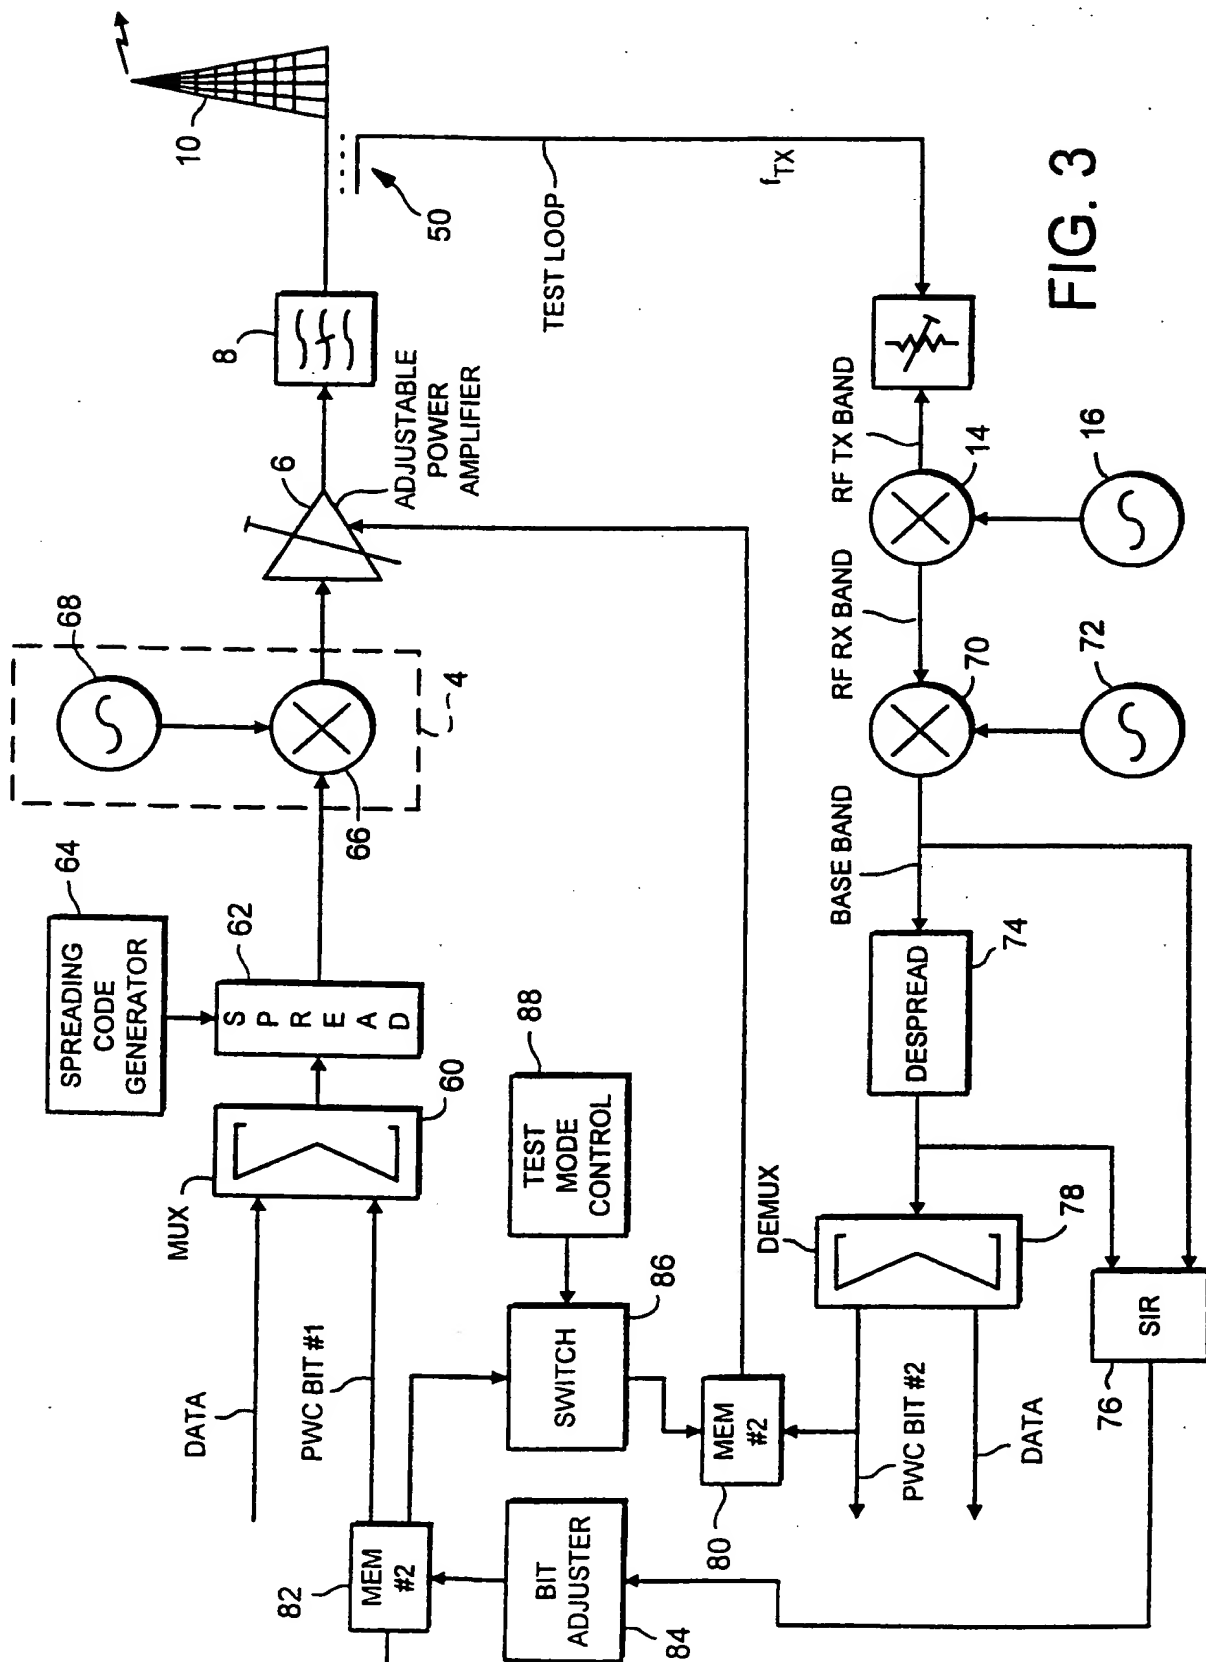 10
50
TEST LOOP
fTX
8
6
ADJUSTABLE
POWER
AMPLIFIER
68
4
66
64
SPREADING
CODE
GENERATOR
62
SPREAD
60
MUX
DATA
PWC BIT #1
88
TEST
MODE
CONTROL
86
SWITCH
82
MEM
#2
84
BIT
ADJUSTER
80
MEM
#2
RF TX BAND
14
16
RF RX BAND
70
72
BASE BAND
74
DESPREAD
DEMUX
78
PWC BIT #2
DATA
76
SIR
FIG. 3